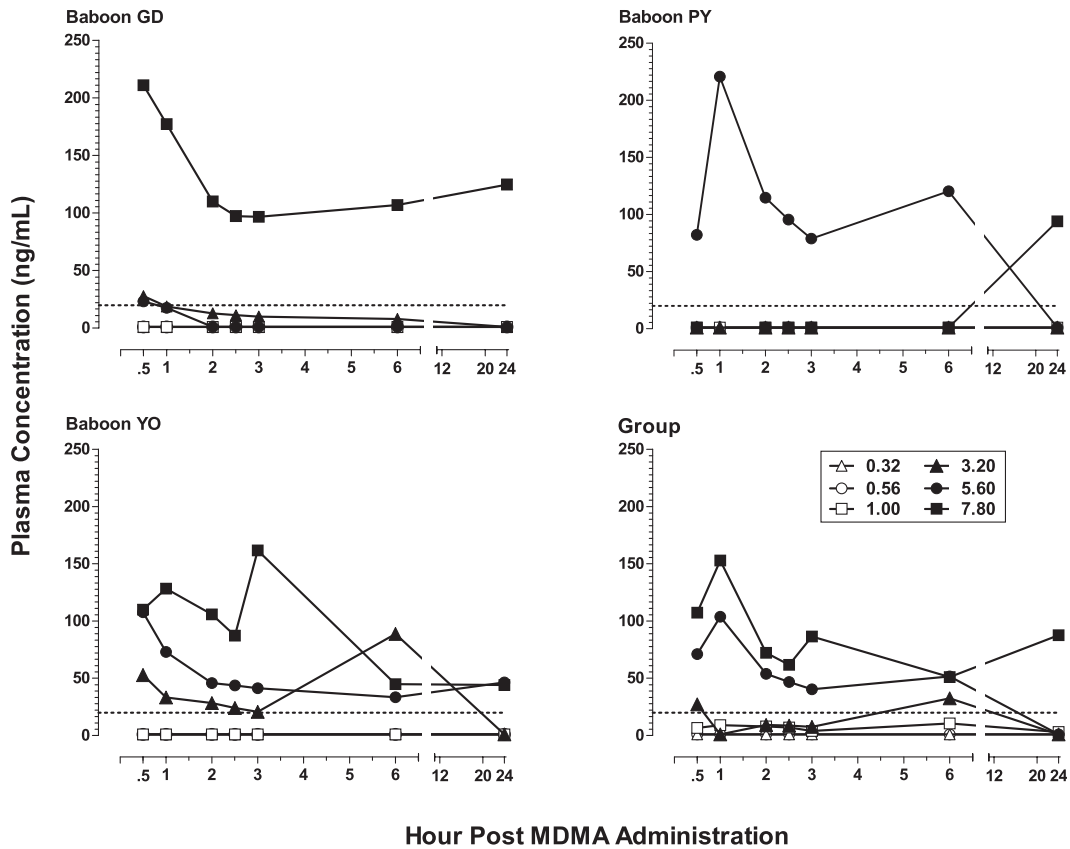 Baboon GD
250
200
150
100
50
0
.5 1 2 3 4 5 6 12 20 24
Baboon PY
250
200
150
100
50
0
.5 1 2 3 4 5 6 12 20 24
Plasma Concentration (ng/mL)
Baboon YO
250
200
150
100
50
0
.5 1 2 3 4 5 6 12 20 24
Group
250
200
150
100
50
0
0.32 3.20
0.56 5.60
1.00 7.80
.5 1 2 3 4 5 6 12 20 24
Hour Post MDMA Administration